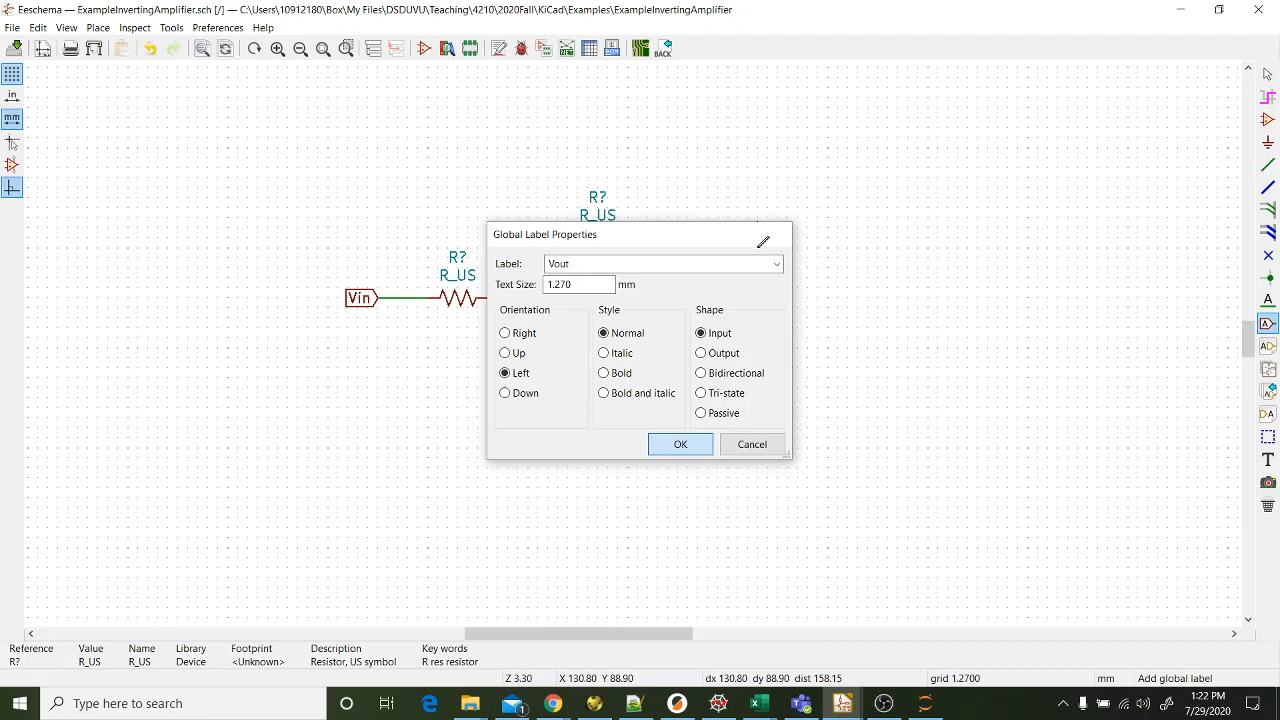 Eeschema — ExampleInvertingAmplifier.sch [/] — C:\Users\10912180\Box\My Files\DSDUVU\Teaching\4210\2020Fall\KiCad\Examples\ExampleInvertingAmplifier
File Edit View Place Inspect Tools Preferences Help
BACK
in
mm
R?
R_US
Global Label Properties
R?
R_US
Vin
Label: Vout
Text Size: 1.270 mm
Orientation Style Shape
Right Normal Input
Up Italic Output
Left Bold Bidirectional
Down Bold and italic Tri-state
Passive
OK Cancel
Reference Value Name Library Footprint Description Key words
R? R_US R_US Device <Unknown> Resistor, US symbol R res resistor
Z 3.30 X 130.80 Y 88.90 dx 130.80 dy 88.90 dist 158.15 grid 1.2700 mm Add global label
Type here to search
1:22 PM
7/29/2020